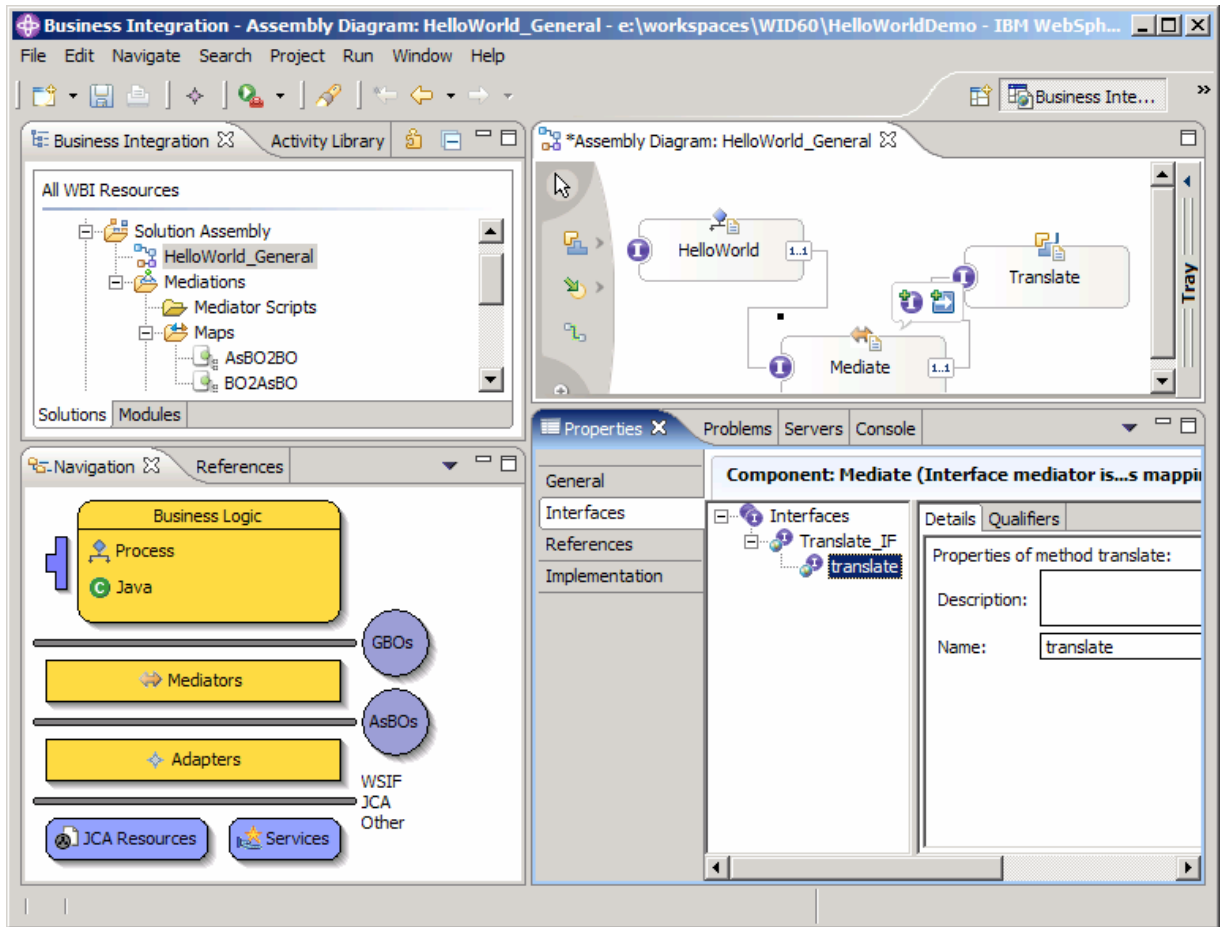 Business Integration - Assembly Diagram: HelloWorld_General - e:\workspaces\WID60\HelloWorldDemo - IBM WebSph...
File Edit Navigate Search Project Run Window Help
Business Inte...
Business Integration
Activity Library
All WBI Resources
Solution Assembly
HelloWorld_General
Mediations
Mediator Scripts
Maps
AsBO2BO
BO2AsBO
Solutions Modules
*Assembly Diagram: HelloWorld_General
HelloWorld
1..1
Translate
Mediate
1..1
Tray
Navigation
References
Business Logic
Process
Java
GBOs
Mediators
AsBOs
Adapters
WSIF
JCA
Other
JCA Resources
Services
Properties Problems Servers Console
General
Interfaces
References
Implementation
Component: Mediate (Interface mediator is...s mappi
Interfaces
Translate_IF
translate
Details Qualifiers
Properties of method translate:
Description:
Name: translate